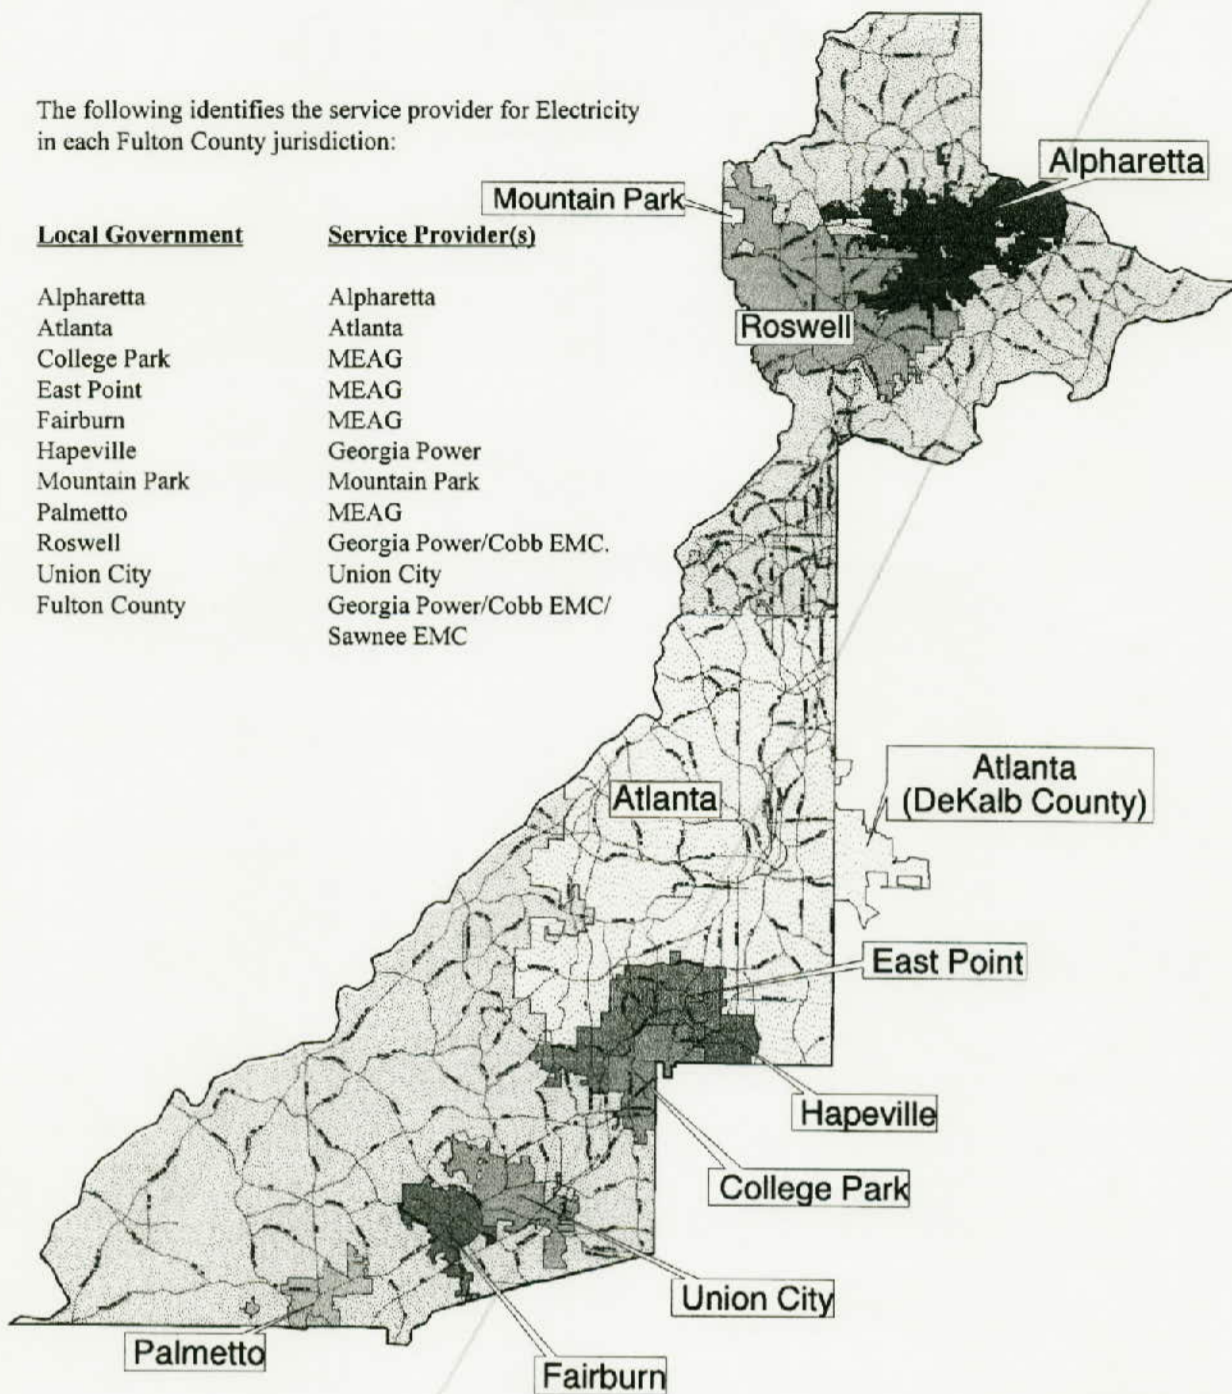 The following identifies the service provider for Electricity
in each Fulton County jurisdiction:
Local Government Service Provider(s)
Alpharetta Alpharetta
Atlanta Atlanta
College Park MEAG
East Point MEAG
Fairburn MEAG
Hapeville Georgia Power
Mountain Park Mountain Park
Palmetto MEAG
Roswell Georgia Power/Cobb EMC.
Union City Union City
Fulton County Georgia Power/Cobb EMC/
Sawnee EMC
Alpharetta
Mountain Park
Roswell
Atlanta
Atlanta
(DeKalb County)
East Point
Hapeville
College Park
Union City
Palmetto
Fairburn